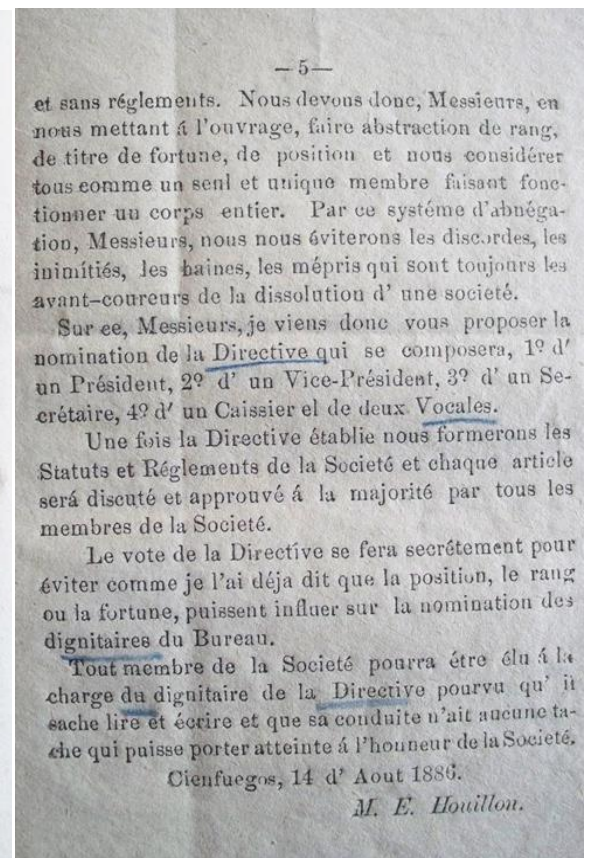 —5—
et sans réglements. Nous devons donc, Messieurs, en
nous mettant á l'ouvrage, faire abstraction de rang,
de titre de fortune, de position et nous considérer
tous eomme un senl et unique membre faisant fonc-
tionner uu corps entier. Par ce systéme d'abnéga-
tion, Messieurs, nous nous éviterons les discordes, les
inimítiés, les haines, les mépris qui sont toujours les
avant-coureurs de la dissolution d' une societé.
Sur ee, Messieurs, je viens donc vous proposer la
nomination de la Directive qui se composera, 1º d'
un Président, 2º d' un Vice-Président, 3º d' un Se-
crétaire, 4º d' un Caissier el de deux Vocales.
Une fois la Directive établie nous formerons les
Statuts et Réglements de la Societé et chaque article
será discuté et approuvé á la majorité par tous les
membres de la Societé.
Le vote de la Directíve se fera secrétement pour
éviter comme je l'ai déja dit que la position, le rang
ou la fortune, puissent influer sur la nomination des
dignitaires du Bureau.
Tout membre de la Societé pourra étre élu á la
charge du dignitaire de la Directive pourvu qu' il
sache lire et écrire et que sa conduite n'ait aucune ta-
che qui puisse porter atteinte á l'honneur de la Societé.
Cienfuegos, 14 d' Aout 1886.
M. E. Houillon.